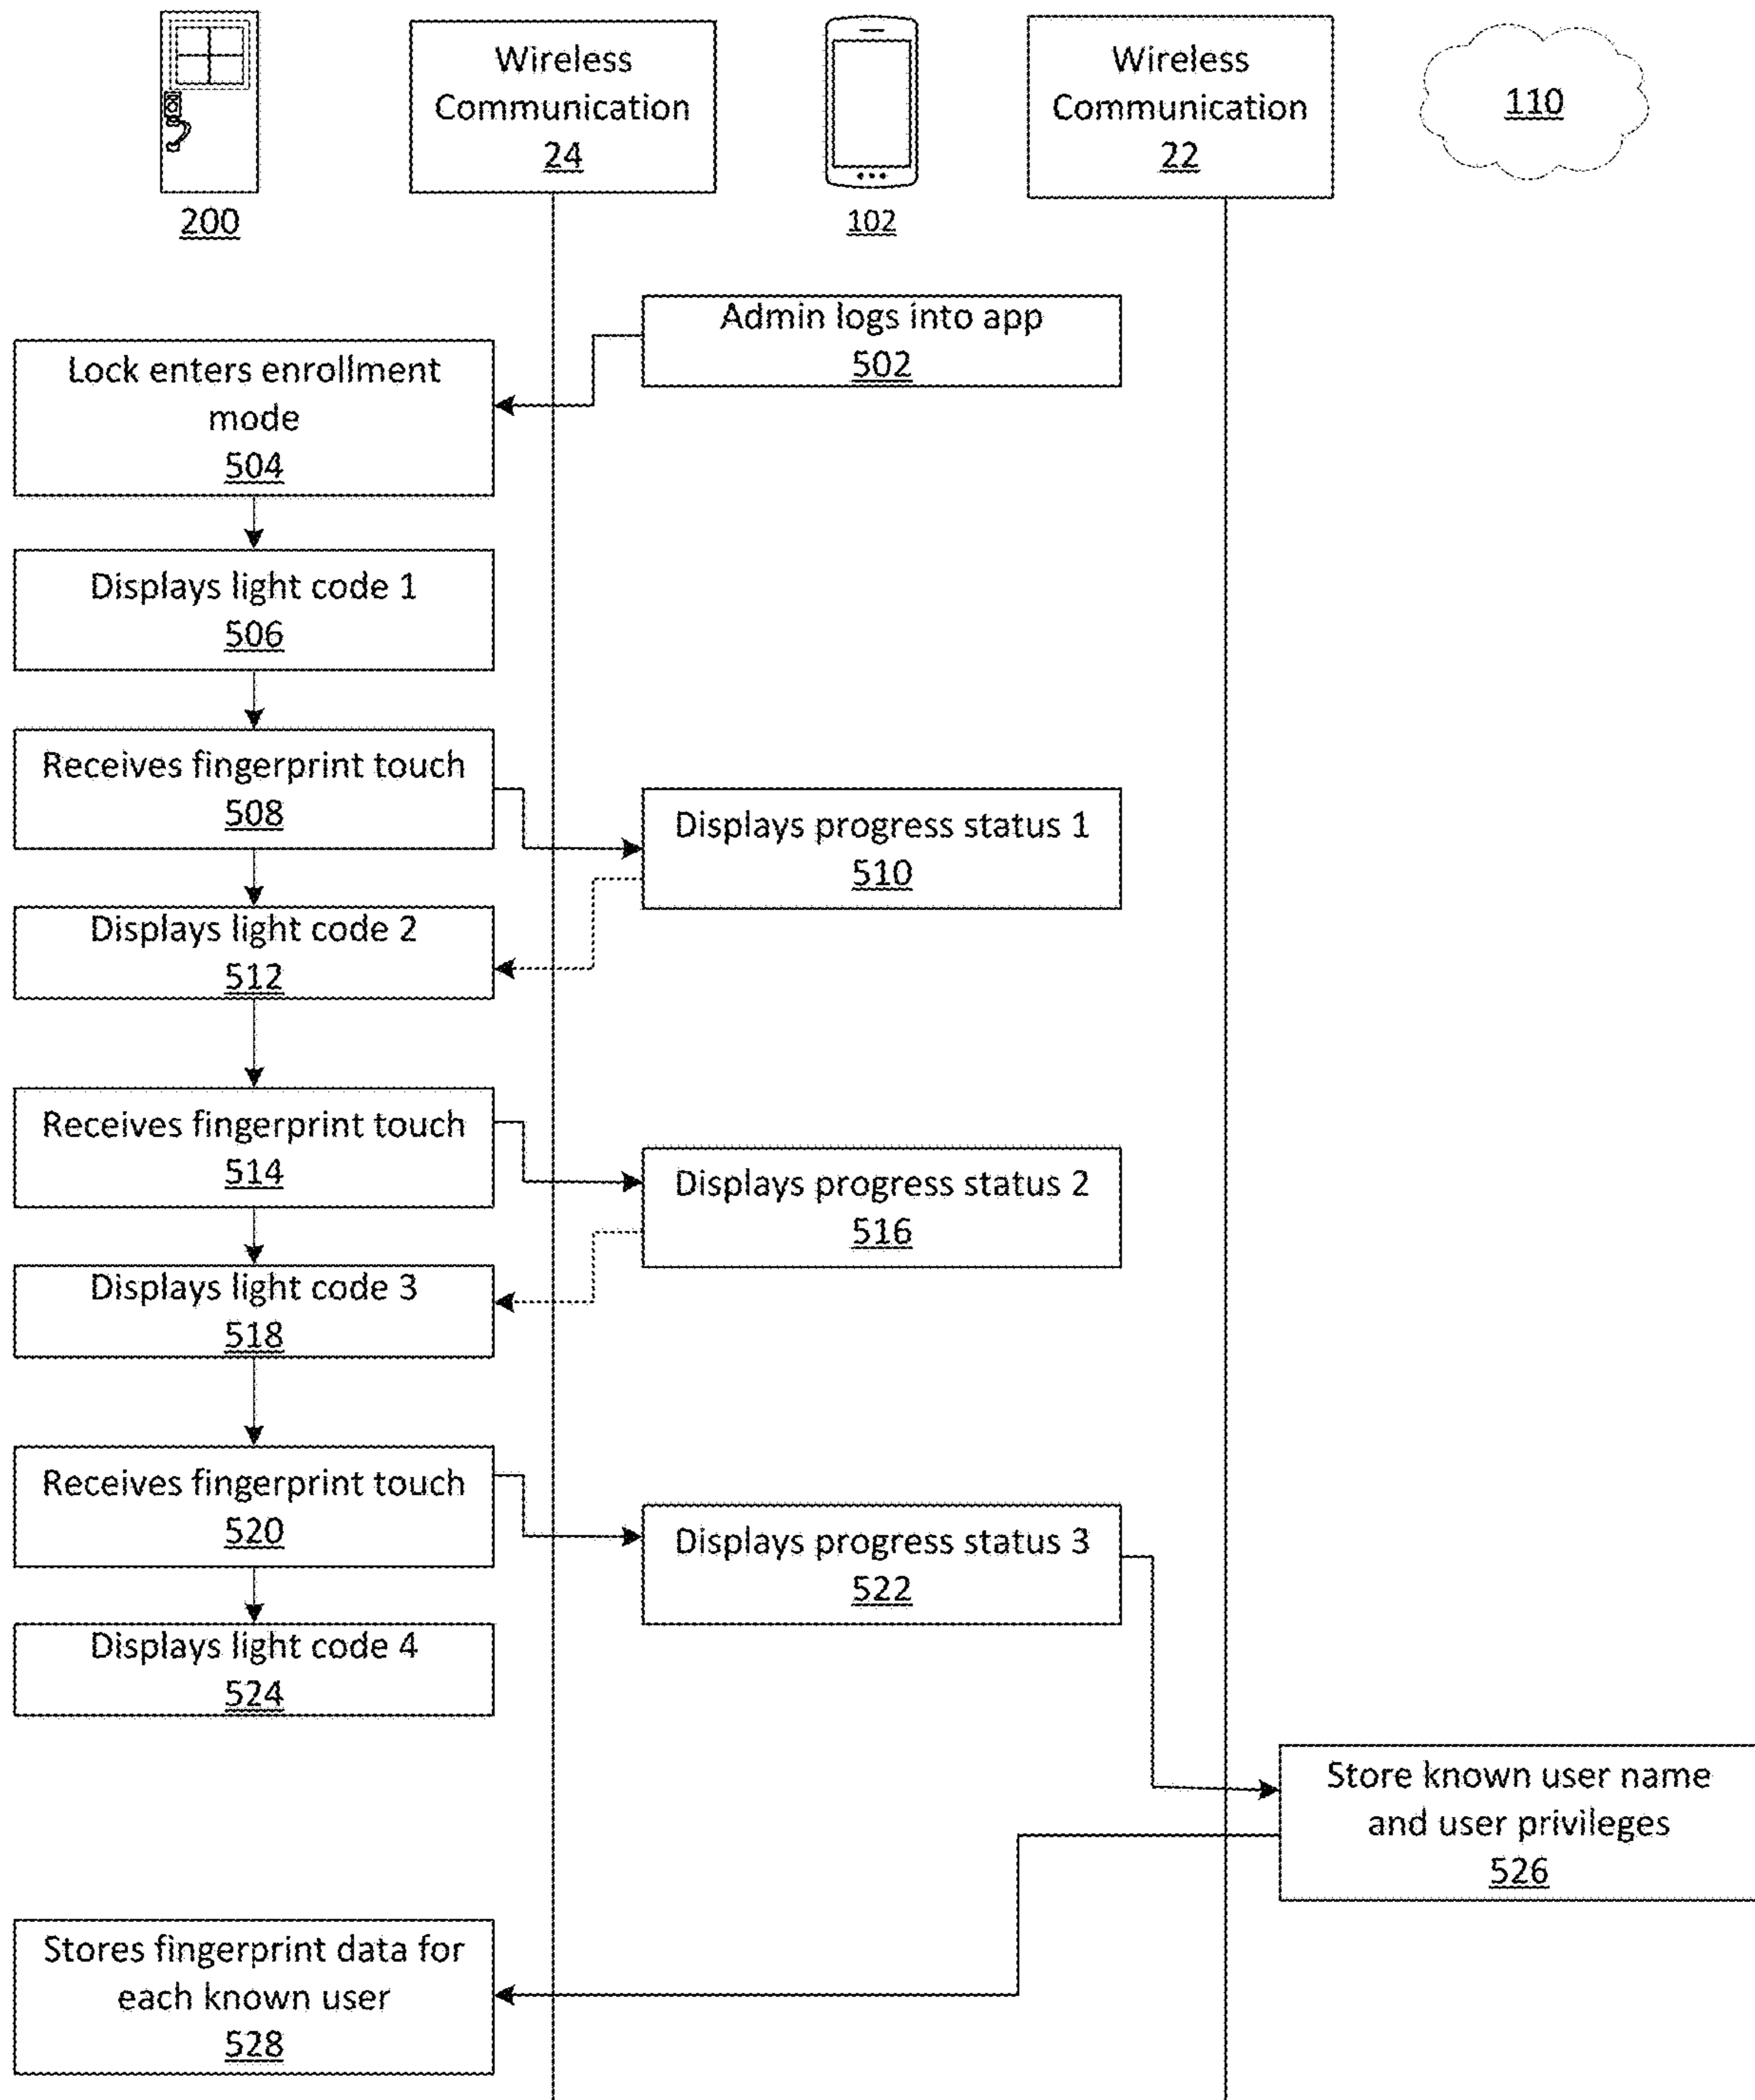 Wireless
Communication
24
Wireless
Communication
22
110
200
102
Admin logs into app
502
Lock enters enrollment
mode
504
Displays light code 1
506
Receives fingerprint touch
508
Displays progress status 1
510
Displays light code 2
512
Receives fingerprint touch
514
Displays progress status 2
516
Displays light code 3
518
Receives fingerprint touch
520
Displays progress status 3
522
Displays light code 4
524
Store known user name
and user privileges
526
Stores fingerprint data for
each known user
528